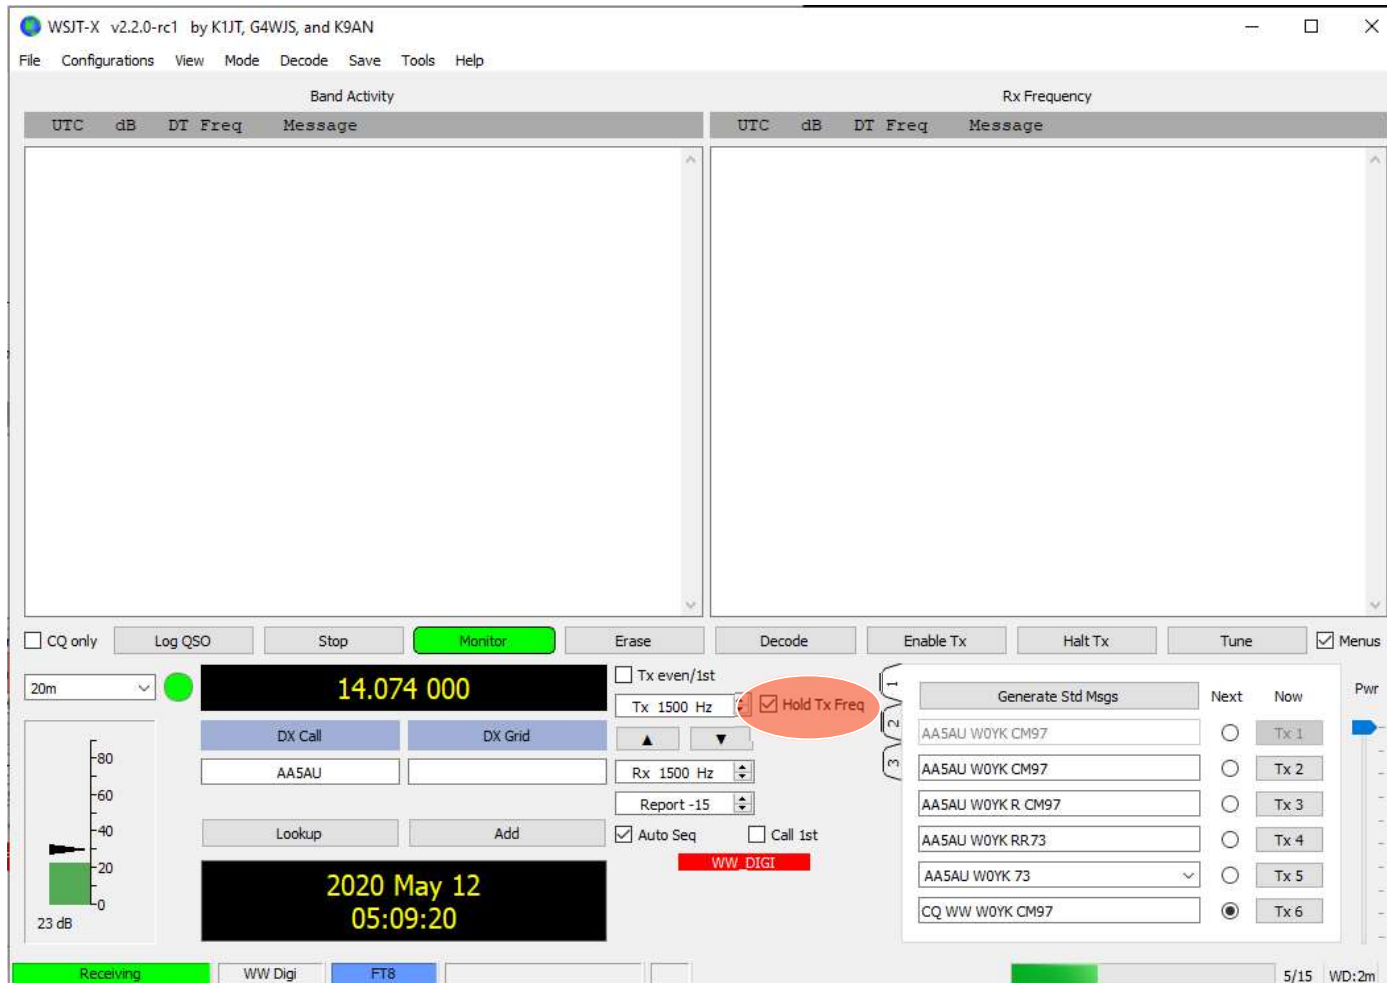 WSJT-X   v2.2.0-rc1   by K1JT, G4WJS, and K9AN
File Configurations View Mode Decode Save Tools Help
Band Activity
Rx Frequency
UTC dB DT Freq Message
UTC dB DT Freq Message
CQ only Log QSO Stop Monitor Erase Decode Enable Tx Halt Tx Tune Menus
20m
14.074 000
Tx even/1st
Tx 1500 Hz
Hold Tx Freq
DX Call DX Grid
AA5AU
Rx 1500 Hz
Report -15
Lookup Add
Auto Seq Call 1st
WW_DIGI
2020 May 12
05:09:20
80
60
40
20
0
23 dB
1
2
3
Generate Std Msgs Next Now
Pwr
AA5AU W0YK CM97 Tx 1
AA5AU W0YK CM97 Tx 2
AA5AU W0YK R CM97 Tx 3
AA5AU W0YK RR73 Tx 4
AA5AU W0YK 73 Tx 5
CQ WW W0YK CM97 Tx 6
Receiving WW Digi FT8 5/15 WD:2m